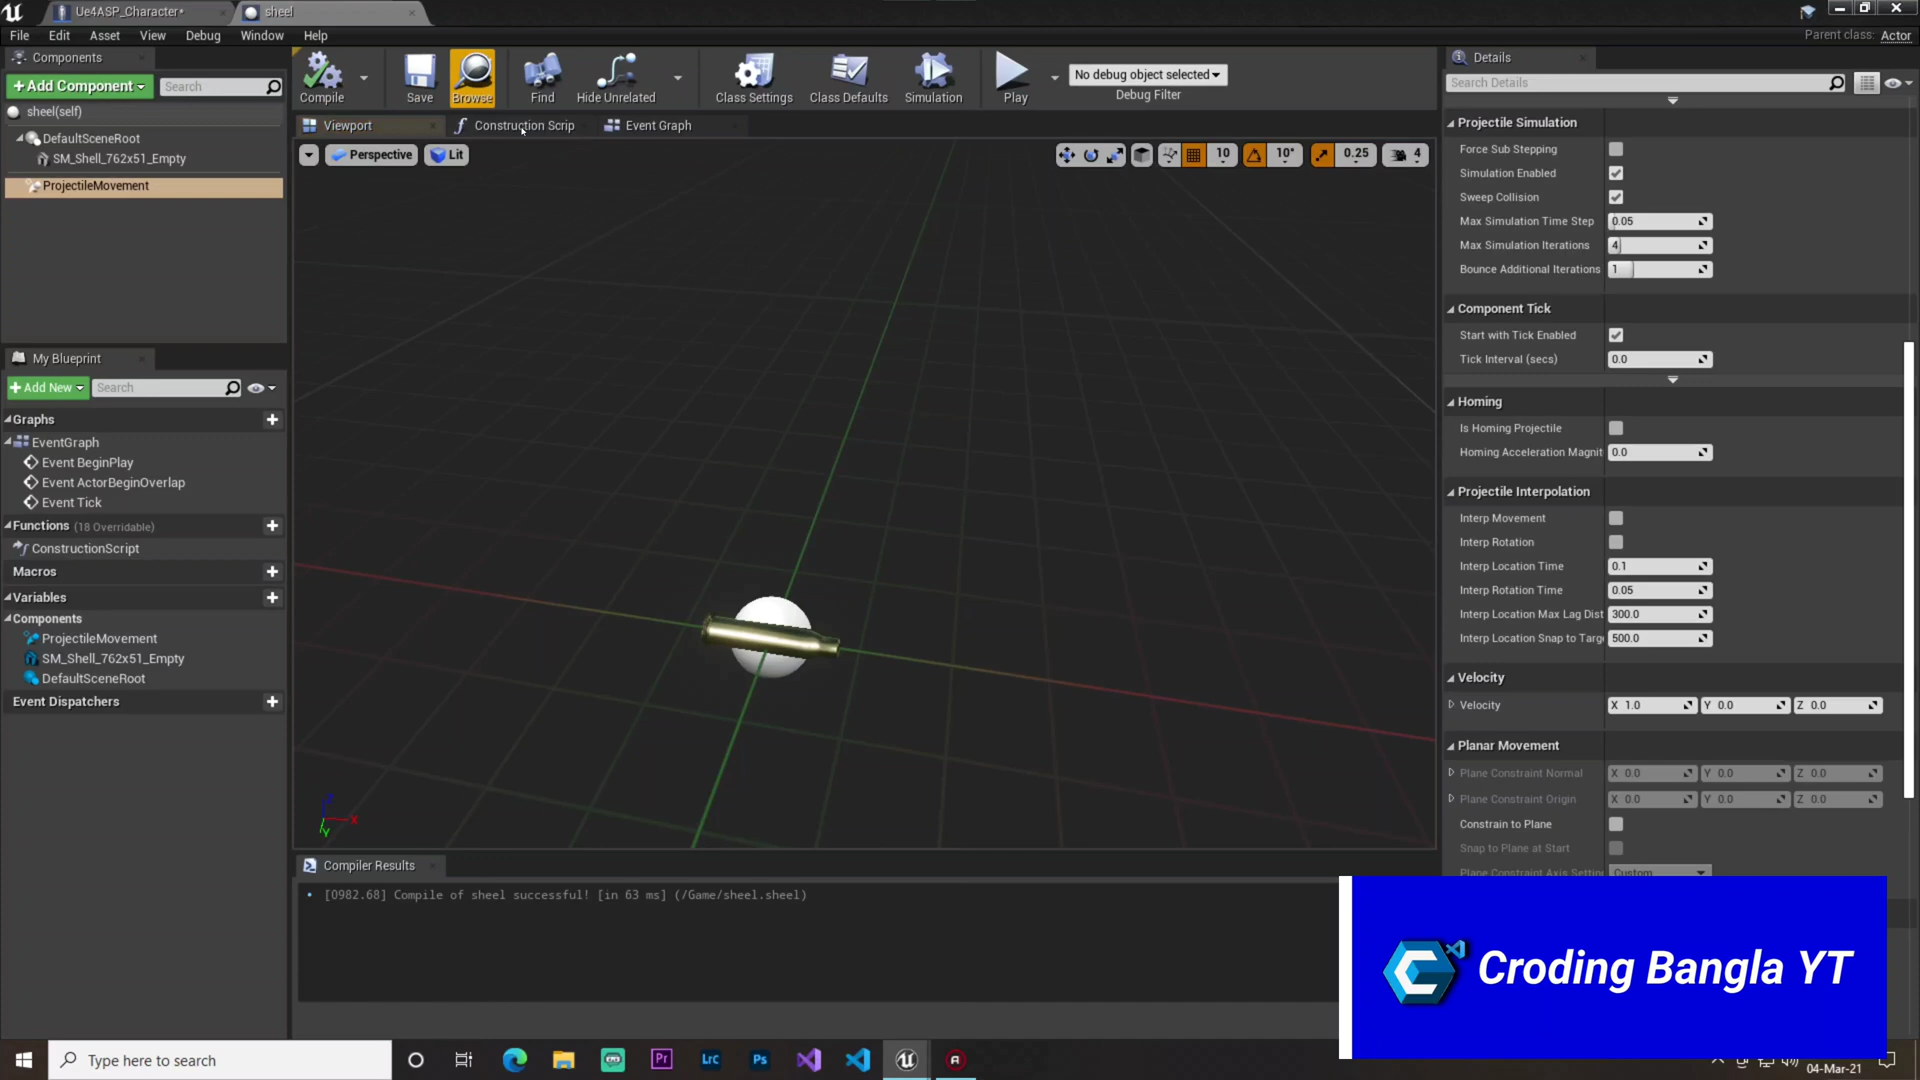 Ue4ASP_Character*
sheel
File Edit Asset View Debug Window Help
Parent class: Actor
Components
+Add Component
Search
sheel(self)
DefaultSceneRoot
SM_Shell_762x51_Empty
ProjectileMovement
Compile
Save
Browse
Find
Hide Unrelated
Class Settings
Class Defaults
Simulation
Play
No debug object selected
Debug Filter
Viewport
Construction Scrip
Event Graph
Perspective
Lit
10
10°
0.25
4
My Blueprint
+Add New
Search
Graphs
EventGraph
Event BeginPlay
Event ActorBeginOverlap
Event Tick
Functions (18 Overridable)
ConstructionScript
Macros
Variables
Components
ProjectileMovement
SM_Shell_762x51_Empty
DefaultSceneRoot
Event Dispatchers
X
Y
Compiler Results
• [0982.68] Compile of sheel successful! [in 63 ms] (/Game/sheel.sheel)
Details
Search Details
Projectile Simulation
Force Sub Stepping
Simulation Enabled
Sweep Collision
Max Simulation Time Step 0.05
Max Simulation Iterations 4
Bounce Additional Iterations 1
Component Tick
Start with Tick Enabled
Tick Interval (secs) 0.0
Homing
Is Homing Projectile
Homing Acceleration Magnit 0.0
Projectile Interpolation
Interp Movement
Interp Rotation
Interp Location Time 0.1
Interp Rotation Time 0.05
Interp Location Max Lag Dist 300.0
Interp Location Snap to Targe 500.0
Velocity
Velocity X 1.0 Y 0.0 Z 0.0
Planar Movement
Plane Constraint Normal X 0.0 Y 0.0 Z 0.0
Plane Constraint Origin X 0.0 Y 0.0 Z 0.0
Constrain to Plane
Snap to Plane at Start
Plane Constraint Axis Setting Custom
Croding Bangla YT
Type here to search
Pr
Lrc
Ps
04-Mar-21